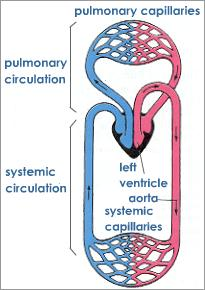 pulmonary capillaries
pulmonary
circulation
systemic
circulation
left
ventricle
aorta
systemic
capillaries